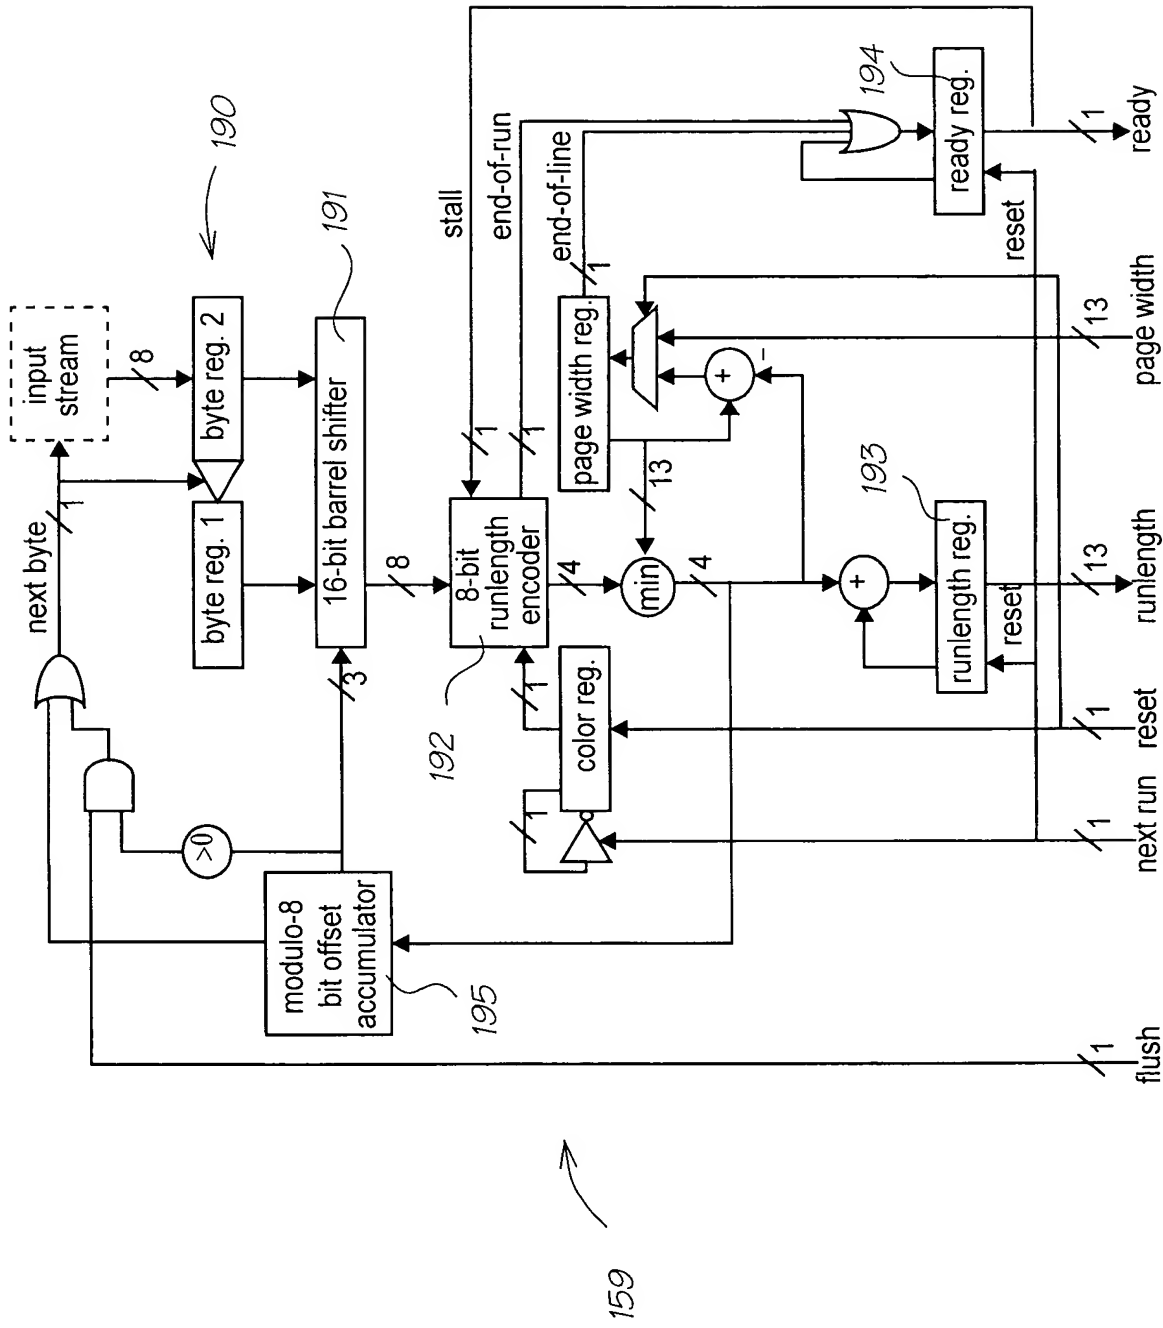 190
input
stream
8
next byte
1
byte reg. 1
byte reg. 2
191
16-bit barrel shifter
3
8
>0
modulo-8
bit offset
accumulator
195
stall
1
end-of-run
1
8-bit
runlength
encoder
192
4
min
4
13
1
color reg.
1
page width reg.
end-of-line
1
+
-
+
193
runlength reg.
reset
194
ready reg.
reset
1
flush
1
next run
1
reset
13
runlength
13
page width
1
ready
159